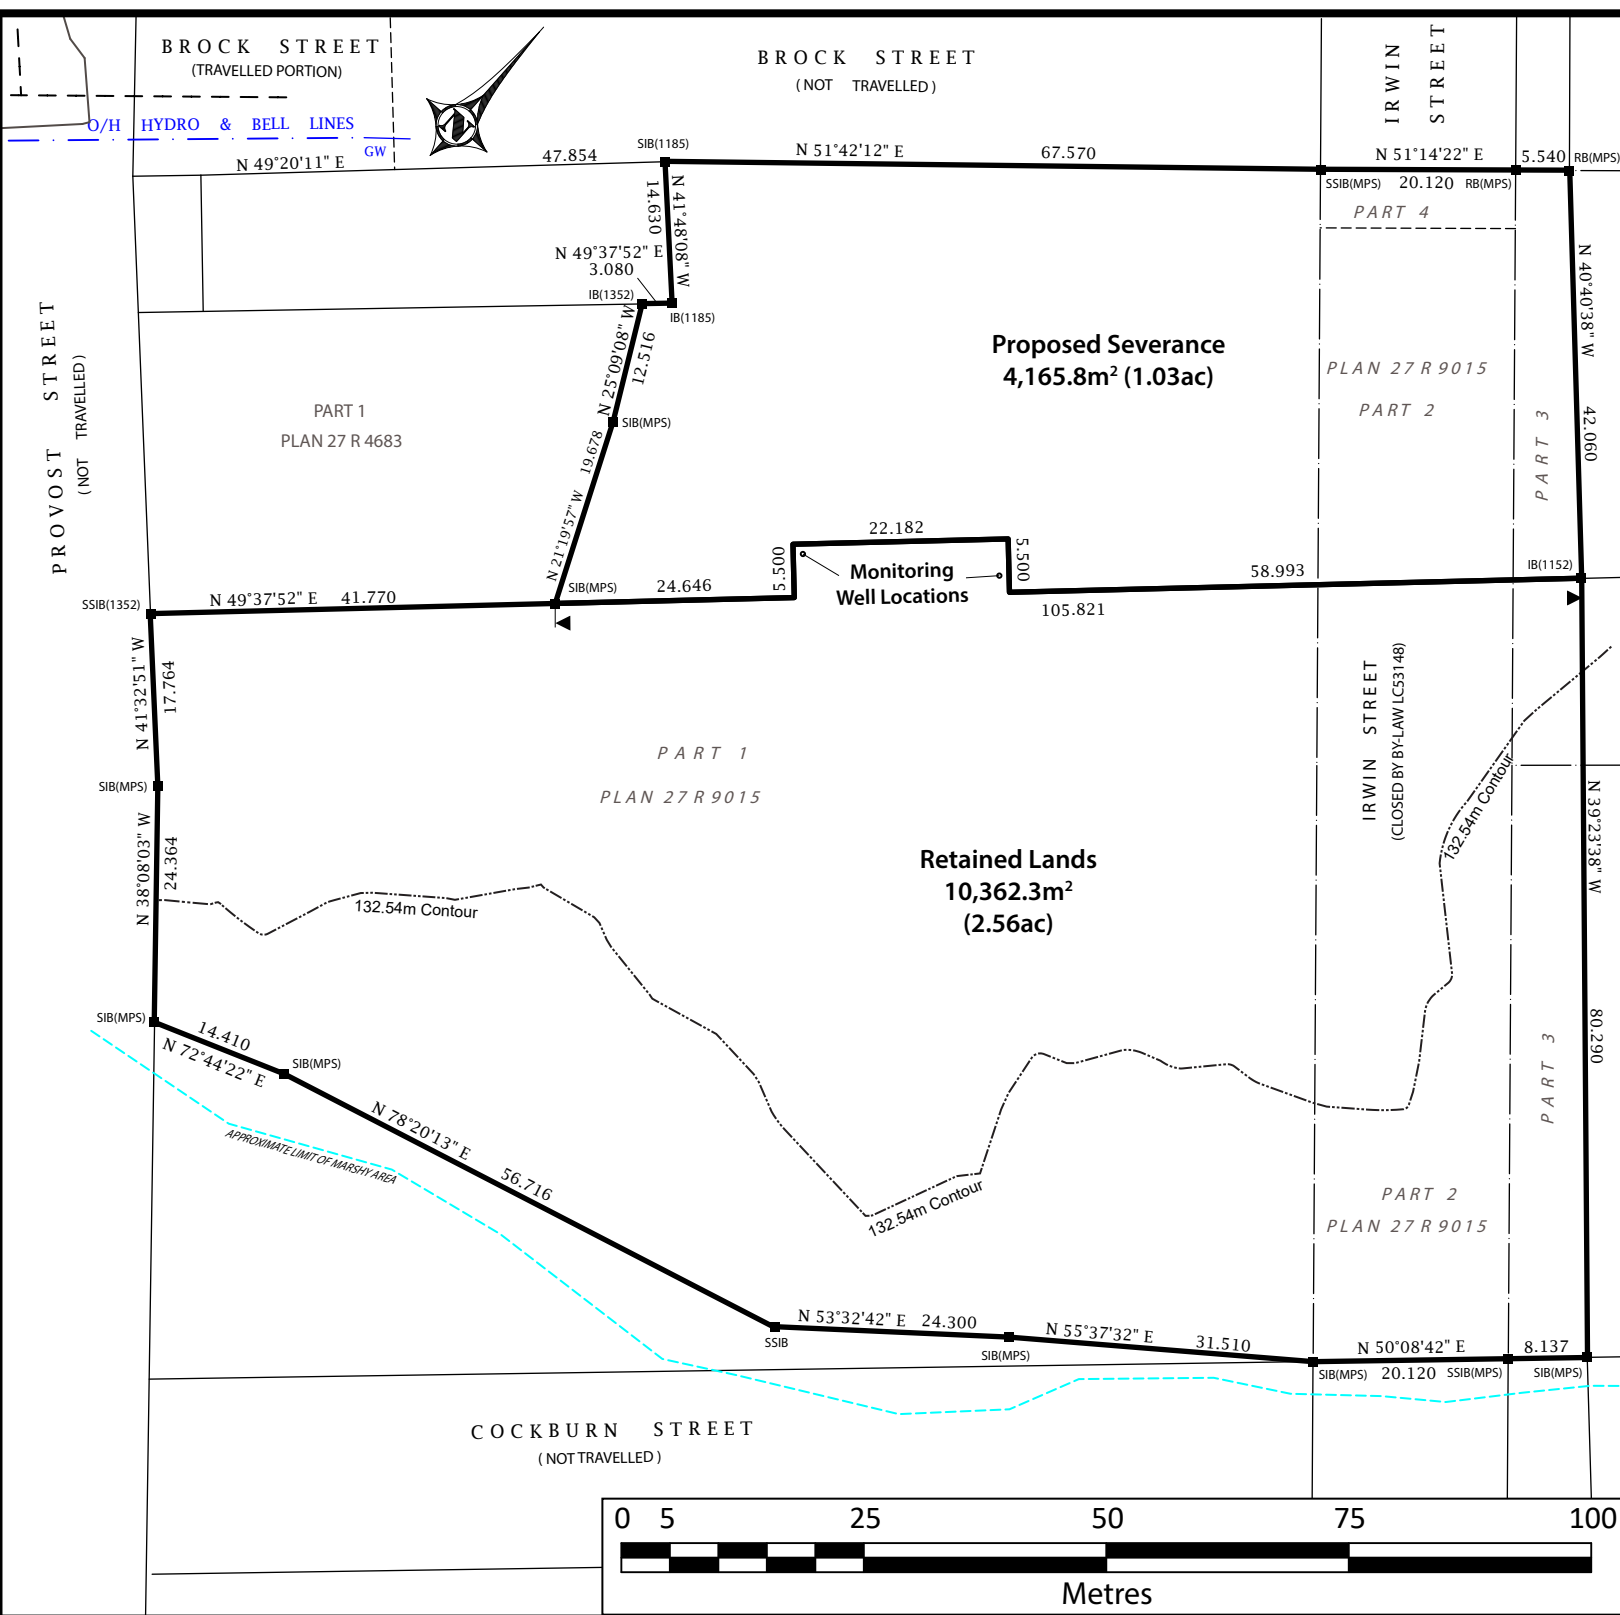 BROCK STREET
(TRAVELLED PORTION)
BROCK STREET
( NOT TRAVELLED )
IRWIN
STREET
O/H HYDRO & BELL LINES
GW
N 49°20'11" E
47.854
SIB(1185)
N 51°42'12" E
67.570
N 51°14'22" E
5.540
RB(MPS)
SSIB(MPS)
20.120
RB(MPS)
PART 4
14.630
N 41°48'08" W
N 49°37'52" E
3.080
IB(1352)
IB(1185)
N 25°09'08" W
12.516
SIB(MPS)
N 40°40'38" W
42.060
Proposed Severance
4,165.8m² (1.03ac)
PLAN 27 R 9015
PART 2
PART 3
PROVOST STREET
( NOT TRAVELLED )
PART 1
PLAN 27 R 4683
19.678
N 21°19'57" W
22.182
5.500
5.500
Monitoring
Well Locations
58.993
IB(1152)
SSIB(1352)
N 49°37'52" E
41.770
SIB(MPS)
24.646
105.821
N 41°32'51" W
17.764
IRWIN STREET
(CLOSED BY BY-LAW LC53148)
PART 1
PLAN 27 R 9015
SIB(MPS)
N 38°08'03" W
24.364
132.54m Contour
N 39°23'38" W
80.290
Retained Lands
10,362.3m²
(2.56ac)
132.54m Contour
SIB(MPS)
14.410
N 72°44'22" E
SIB(MPS)
PART 3
N 78°20'13" E
56.716
APPROXIMATE LIMIT OF MARSHY AREA
132.54m Contour
PART 2
PLAN 27 R 9015
SSIB
N 53°32'42" E
24.300
SIB(MPS)
N 55°37'32" E
31.510
N 50°08'42" E
8.137
SIB(MPS)
20.120
SSIB(MPS)
SIB(MPS)
COCKBURN STREET
( NOT TRAVELLED )
0 5 25 50 75 100
Metres